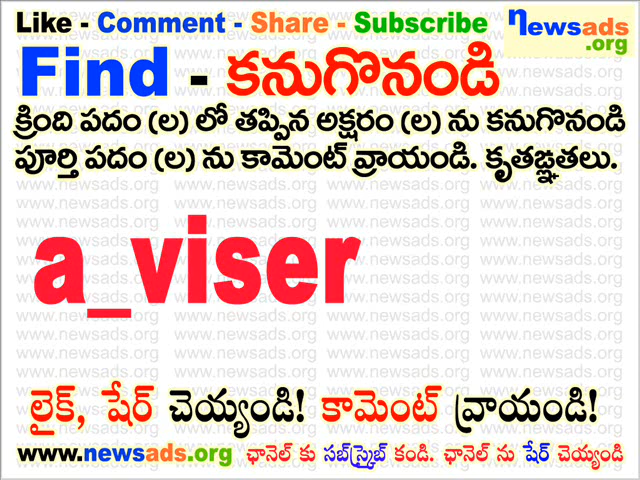 Like - Comment - Share - Subscribe
newsads
.org
Find - కనుగొనండి
క్రింది పదం (ల) లో తప్పిన అక్షరం (ల) ను కనుగొనండి
పూర్తి పదం (ల) ను కామెంట్ వ్రాయండి. కృతఙ్ఞతలు.
a_viser
లైక్, షేర్ చెయ్యండి! కామెంట్ వ్రాయండి!
www.newsads.org ఛానెల్ కు సబ్‌స్క్రైబ్ కండి. ఛానెల్ ను షేర్ చెయ్యండి